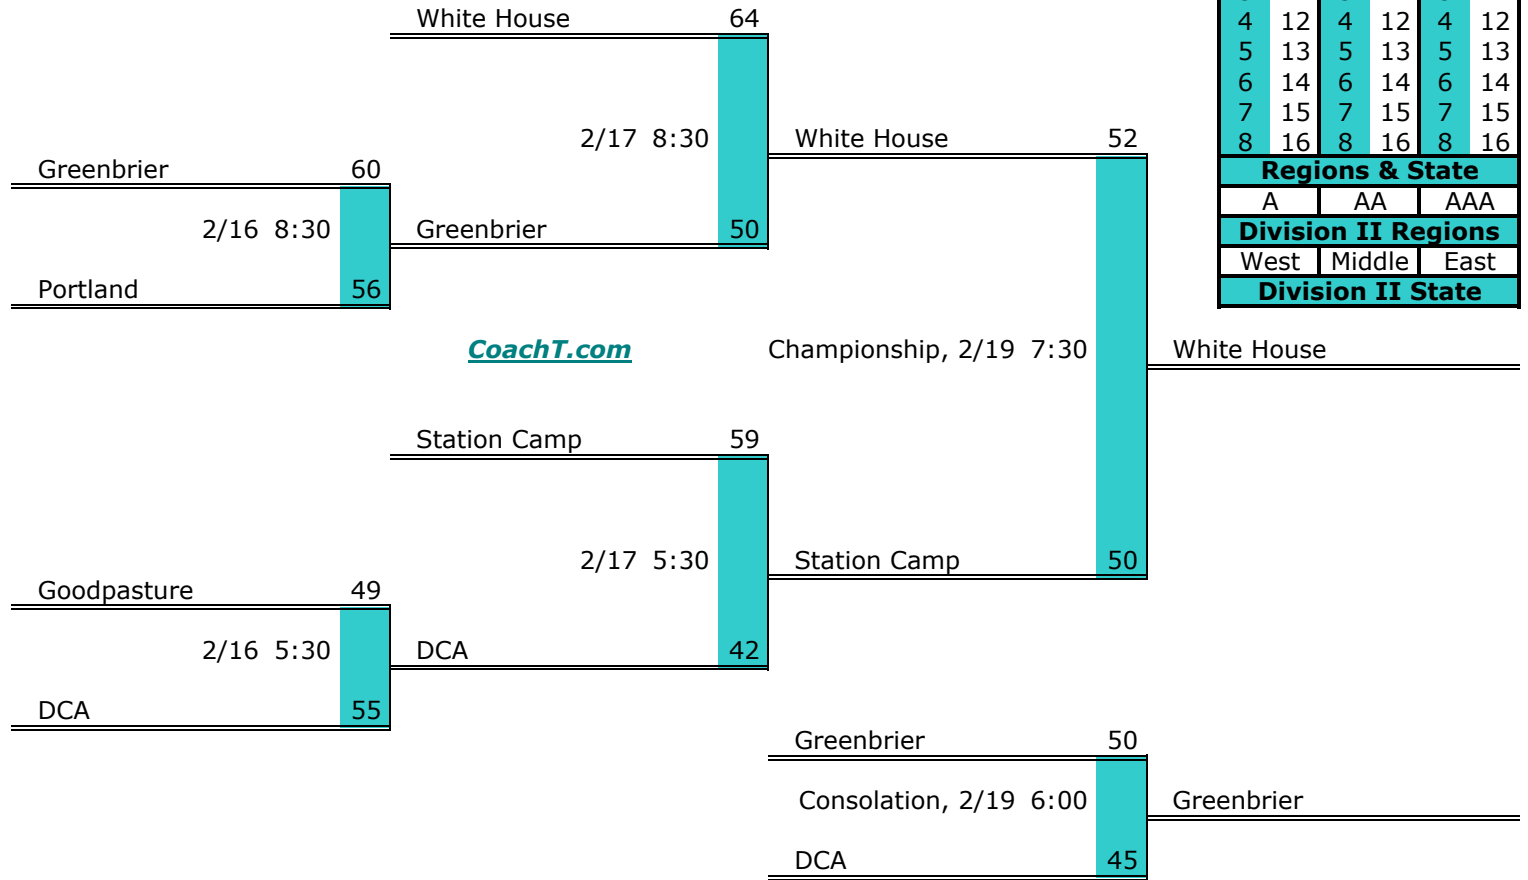 White House 64
4 12 4 12 4 12
5 13 5 13 5 13
6 14 6 14 6 14
2/17 8:30 White House 52
7 15 7 15 7 15
8 16 8 16 8 16
Greenbrier 60
Regions & State
A AA AAA
2/16 8:30 Greenbrier 50
Division II Regions
West Middle East
Portland 56
Division II State
CoachT.com Championship, 2/19 7:30 White House
Station Camp 59
2/17 5:30 Station Camp 50
Goodpasture 49
2/16 5:30 DCA 42
DCA 55
Greenbrier 50
Consolation, 2/19 6:00 Greenbrier
DCA 45